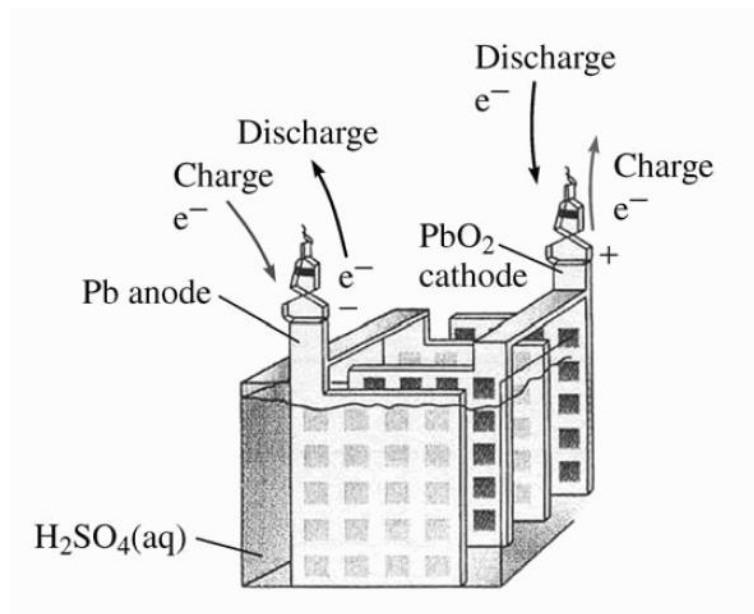 Discharge
e⁻
Discharge
Charge
e⁻
Charge
e⁻
PbO₂
cathode
+
e⁻
Pb anode
−
H₂SO₄(aq)